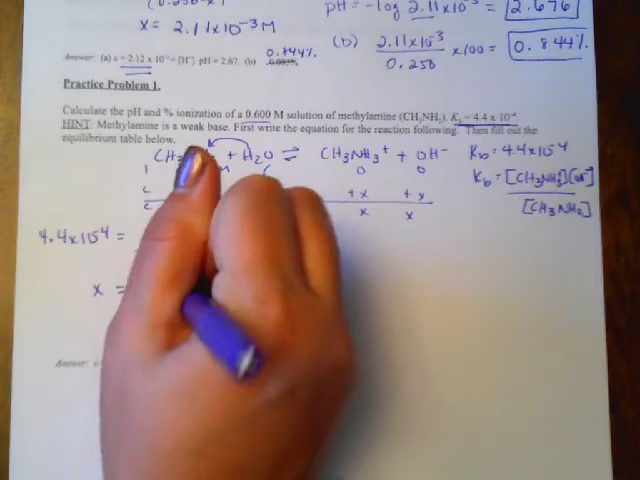 pH = -log 2.11x10⁻³ = 2.676
x = 2.11x10⁻³ M
(b) 2.11x10⁻³ / 0.250 x100 = 0.844%
0.844%
Answer: (a) x = 2.12 x 10⁻³ = [H⁺], pH = 2.67, (b) 0.085%
Practice Problem 1.
Calculate the pH and % ionization of a 0.600 M solution of methylamine (CH₃NH₂). Kb = 4.4 x 10⁻⁴.
HINT: Methylamine is a weak base. First write the equation for the reaction following. Then fill out the
equilibrium table below.
+ H₂O ⇌ CH₃NH₃⁺ + OH⁻ Kb = 4.4x10⁻⁴
I 0 0
C +x +x
Kb = [CH₃NH₃⁺][OH⁻] / [CH₃NH₂]
x x
4.4x10⁻⁴ =
x =
Answer: